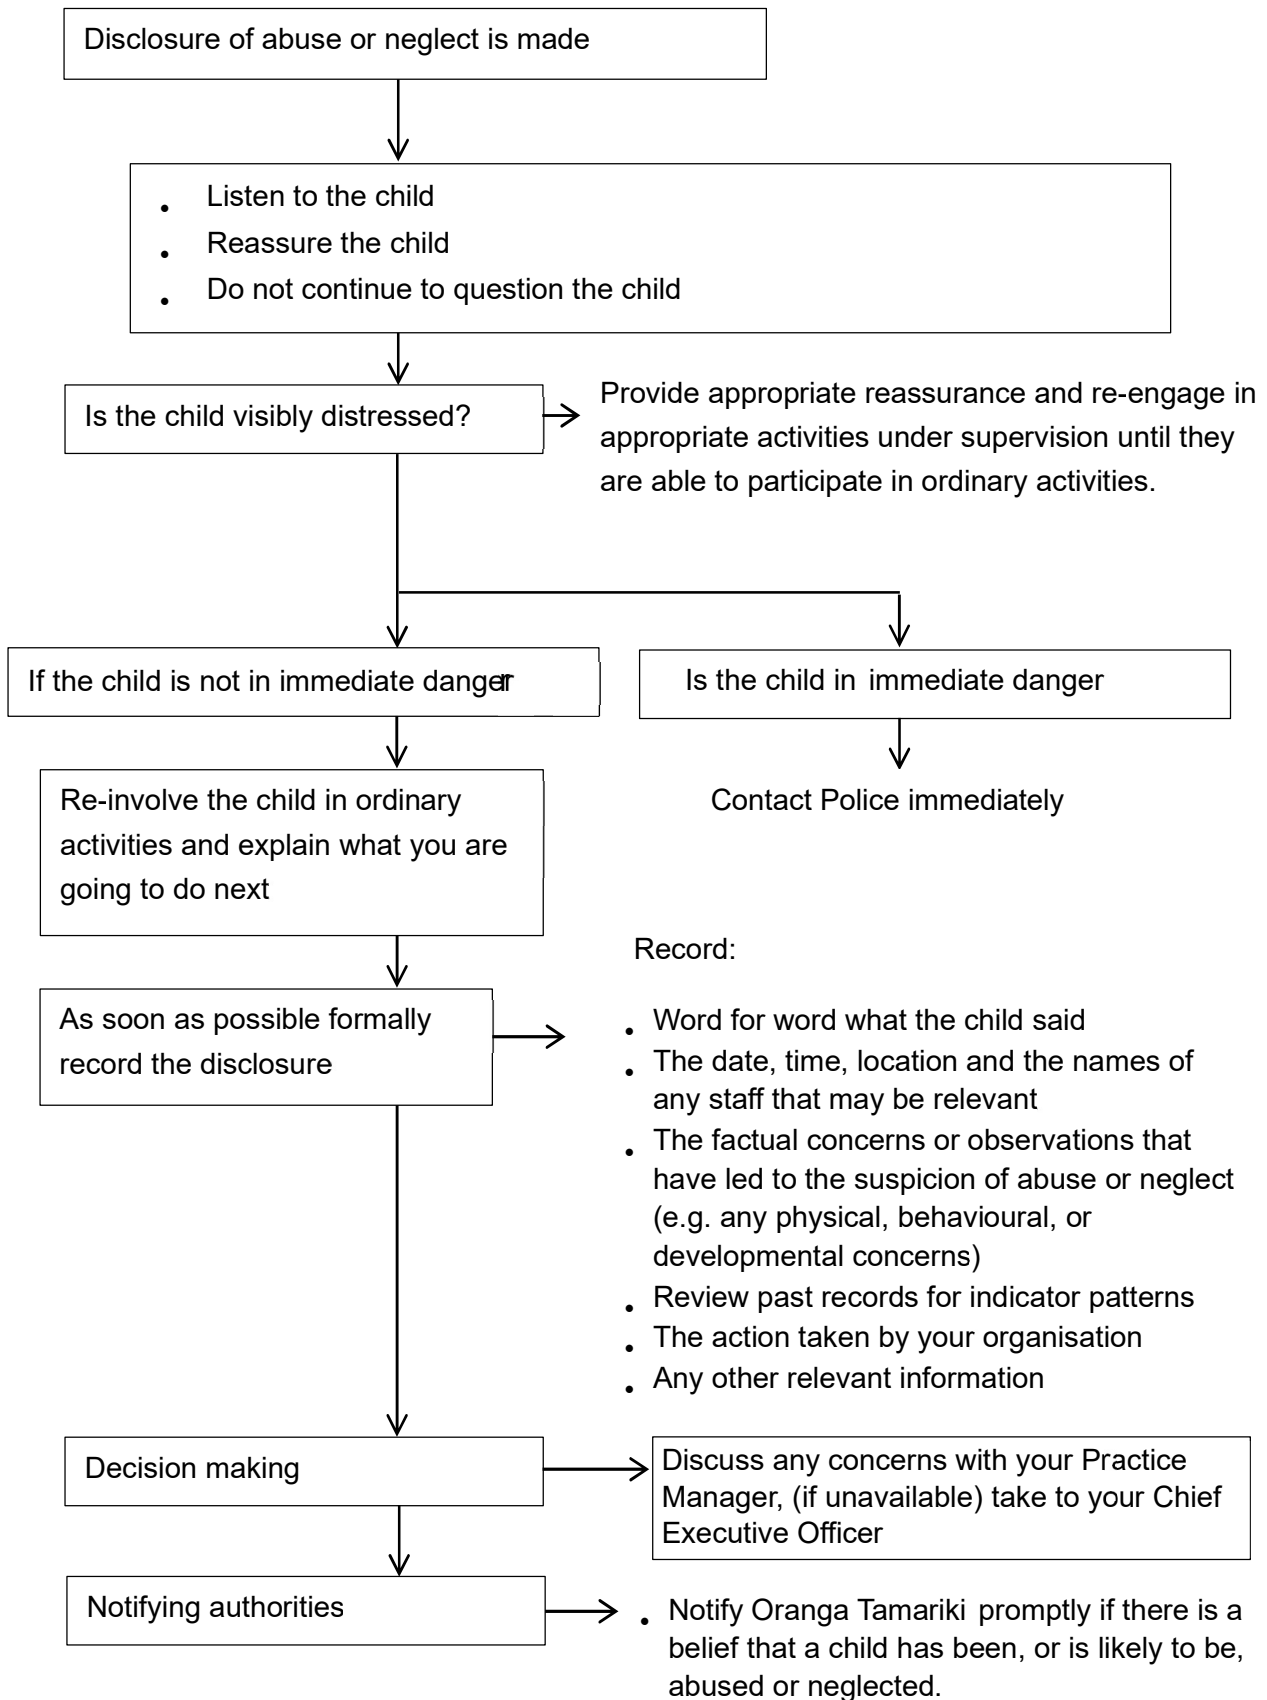 Disclosure of abuse or neglect is made
• Listen to the child
• Reassure the child
• Do not continue to question the child
Is the child visibly distressed?
Provide appropriate reassurance and re-engage in
appropriate activities under supervision until they
are able to participate in ordinary activities.
If the child is not in immediate danger
Is the child in immediate danger
Re-involve the child in ordinary
activities and explain what you are
going to do next
Contact Police immediately
As soon as possible formally
record the disclosure
Record:
• Word for word what the child said
• The date, time, location and the names of
any staff that may be relevant
• The factual concerns or observations that
have led to the suspicion of abuse or neglect
(e.g. any physical, behavioural, or
developmental concerns)
• Review past records for indicator patterns
• The action taken by your organisation
• Any other relevant information
Decision making
Discuss any concerns with your Practice
Manager, (if unavailable) take to your Chief
Executive Officer
Notifying authorities
• Notify Oranga Tamariki promptly if there is a
belief that a child has been, or is likely to be,
abused or neglected.